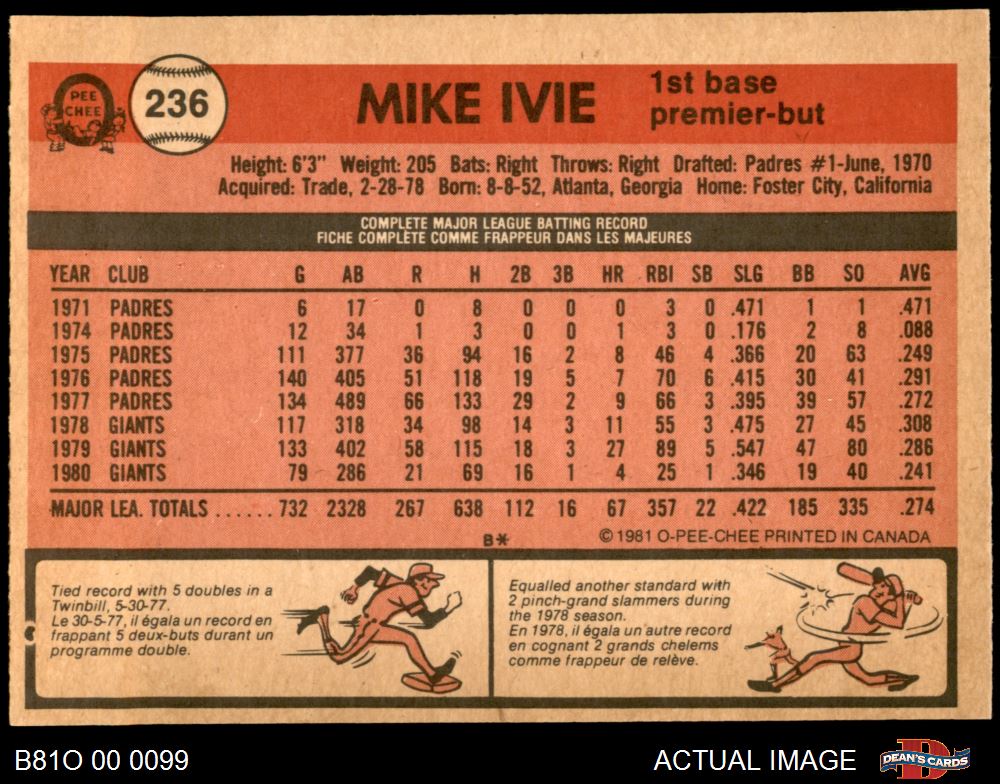 PEE
CHEE
236
MIKE IVIE
1st base
premier-but
Height: 6'3" Weight: 205 Bats: Right Throws: Right Drafted: Padres #1-June, 1970
Acquired: Trade, 2-28-78 Born: 8-8-52, Atlanta, Georgia Home: Foster City, California
COMPLETE MAJOR LEAGUE BATTING RECORD
FICHE COMPLÈTE COMME FRAPPEUR DANS LES MAJEURES
YEAR CLUB G AB R H 2B 3B HR RBI SB SLG BB SO AVG
1971 PADRES 6 17 0 8 0 0 0 3 0 .471 1 1 .471
1974 PADRES 12 34 1 3 0 0 1 3 0 .176 2 8 .088
1975 PADRES 111 377 36 94 16 2 8 46 4 .366 20 63 .249
1976 PADRES 140 405 51 118 19 5 7 70 6 .415 30 41 .291
1977 PADRES 134 489 66 133 29 2 9 66 3 .395 39 57 .272
1978 GIANTS 117 318 34 98 14 3 11 55 3 .475 27 45 .308
1979 GIANTS 133 402 58 115 18 3 27 89 5 .547 47 80 .286
1980 GIANTS 79 286 21 69 16 1 4 25 1 .346 19 40 .241
MAJOR LEA. TOTALS ...... 732 2328 267 638 112 16 67 357 22 .422 185 335 .274
B* © 1981 O-PEE-CHEE PRINTED IN CANADA
Tied record with 5 doubles in a
Twinbill, 5-30-77.
Le 30-5-77, il égala un record en
frappant 5 deux-buts durant un
programme double.
Equalled another standard with
2 pinch-grand slammers during
the 1978 season.
En 1978, il égala un autre record
en cognant 2 grands chelems
comme frappeur de relève.
B81O 00 0099
ACTUAL IMAGE
DEAN'S CARDS